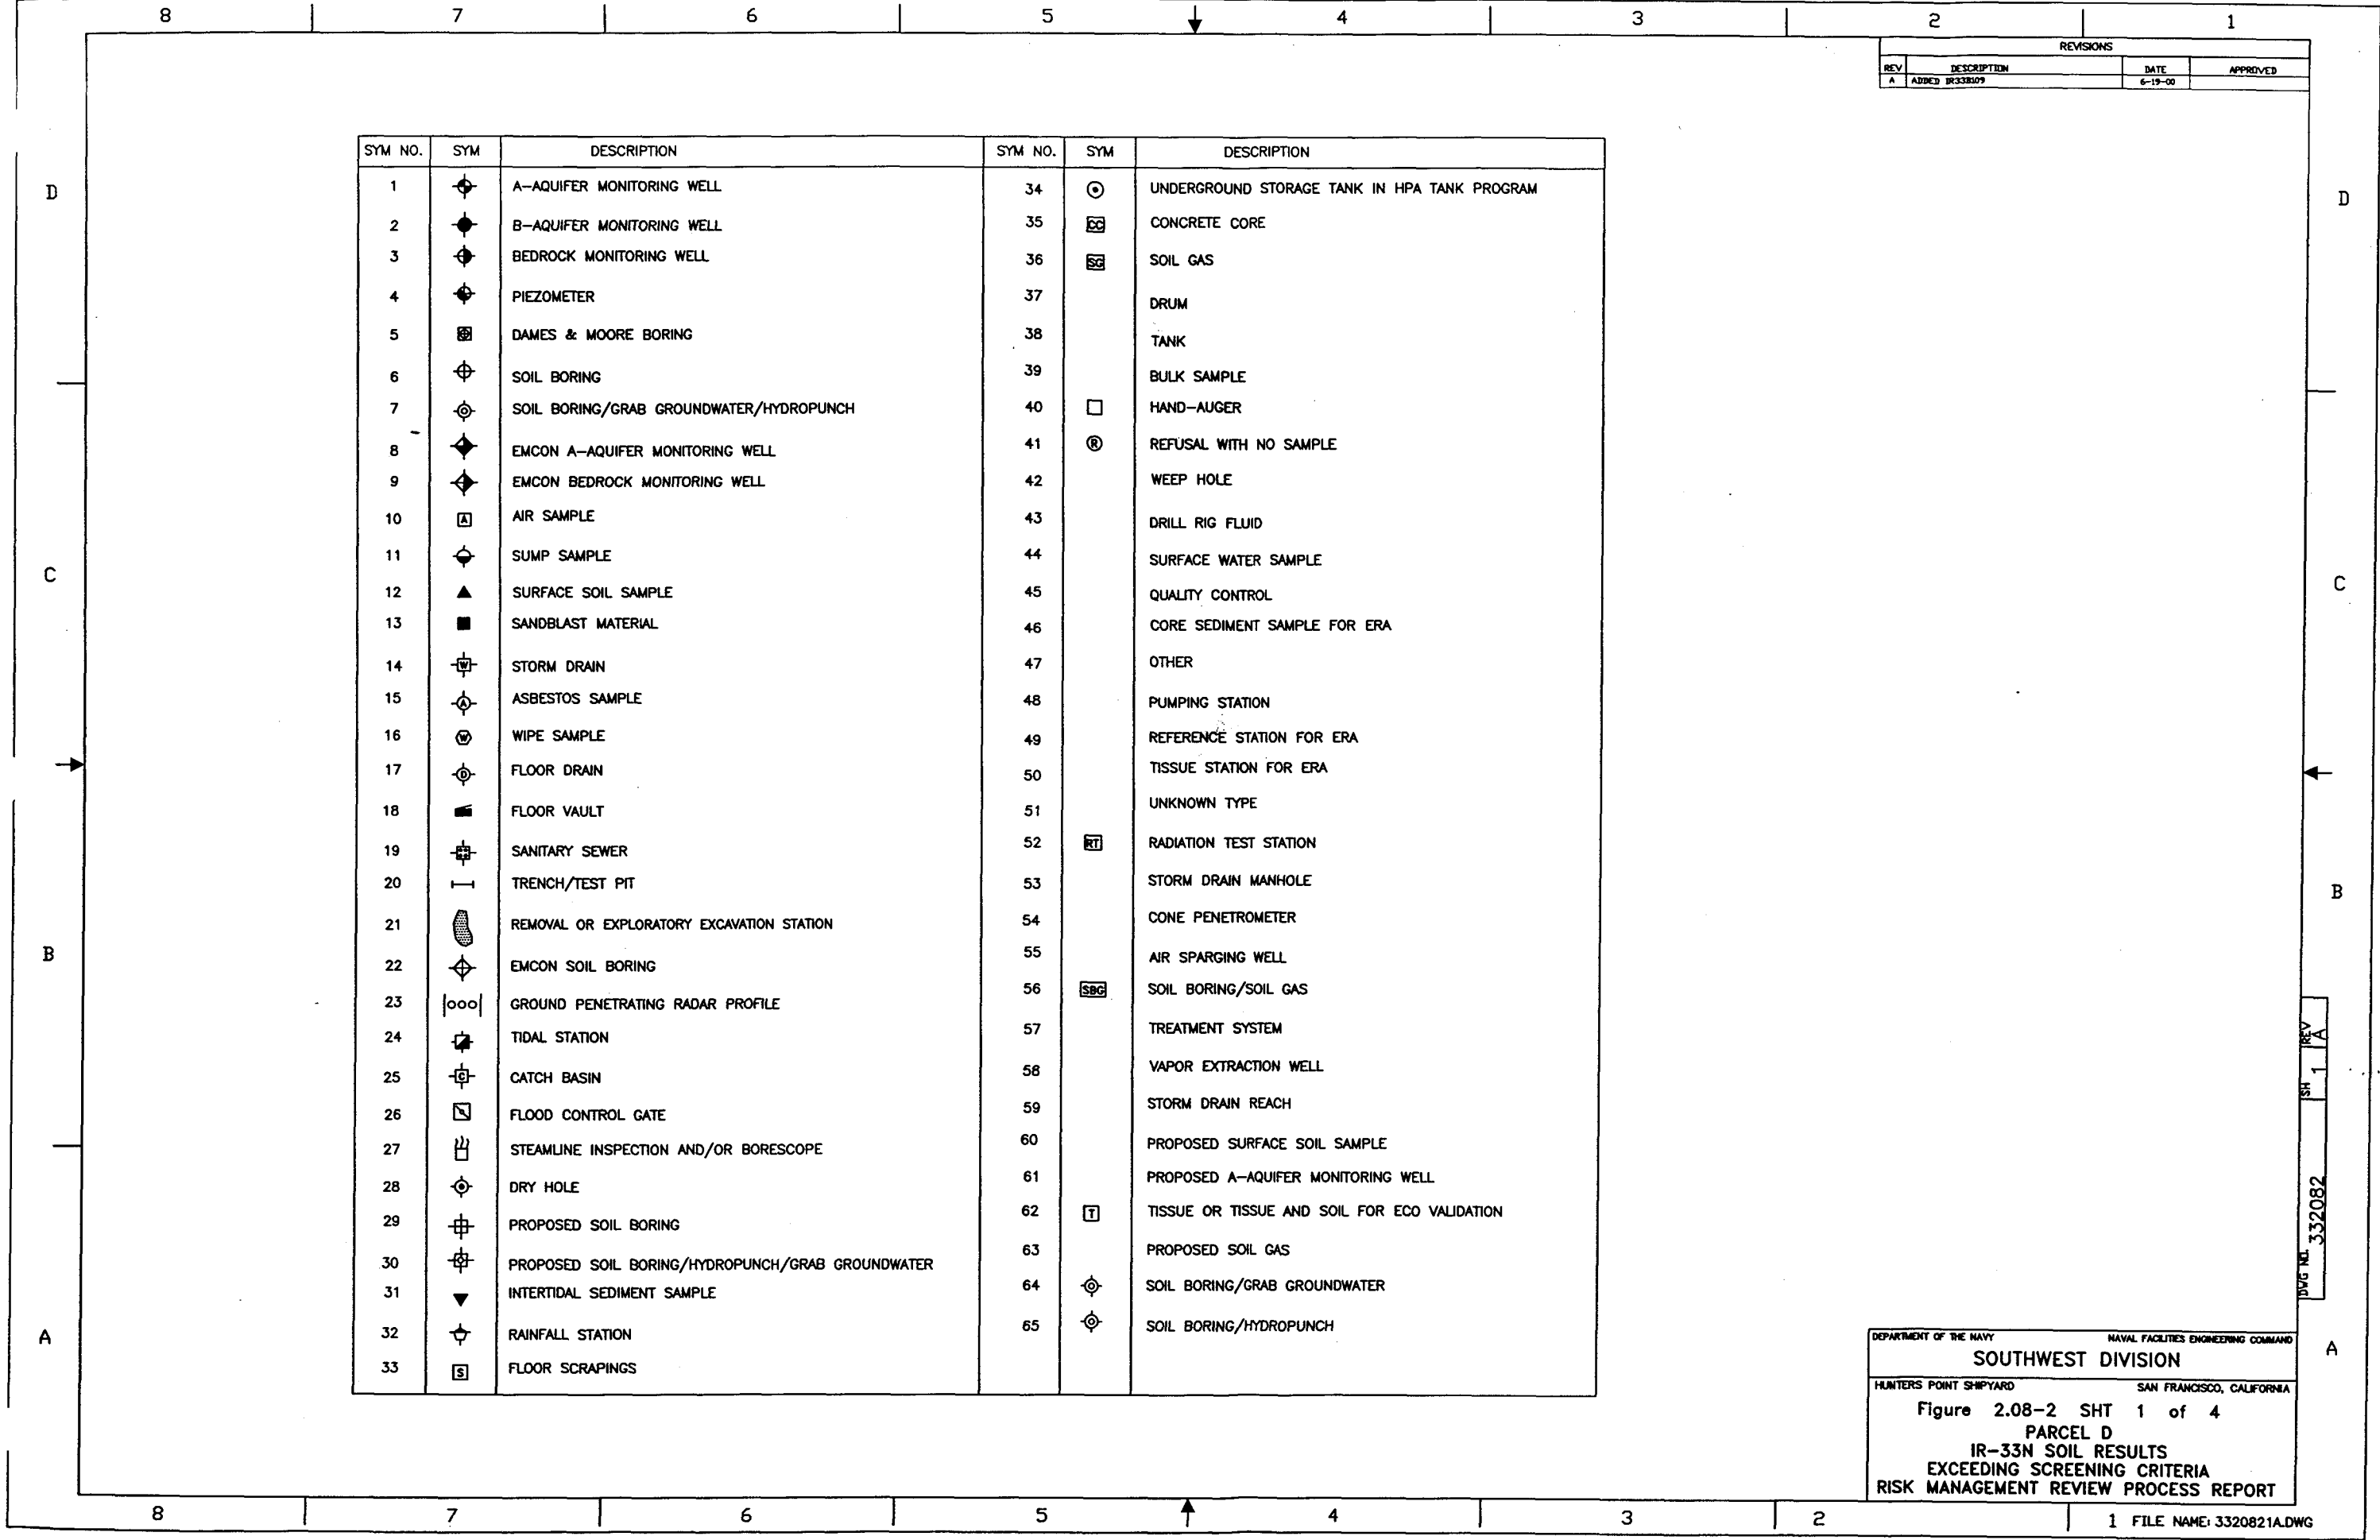 8 7 6 5 4 3 2 1
REVISIONS
REV DESCRIPTION DATE APPROVED
A ADDED IR33B109 6-19-00
SYM NO. SYM DESCRIPTION SYM NO. SYM DESCRIPTION
1 A-AQUIFER MONITORING WELL
2 B-AQUIFER MONITORING WELL
3 BEDROCK MONITORING WELL
4 PIEZOMETER
5 DAMES & MOORE BORING
6 SOIL BORING
7 SOIL BORING/GRAB GROUNDWATER/HYDROPUNCH
8 EMCON A-AQUIFER MONITORING WELL
9 EMCON BEDROCK MONITORING WELL
10 A AIR SAMPLE
11 SUMP SAMPLE
12 SURFACE SOIL SAMPLE
13 SANDBLAST MATERIAL
14 W STORM DRAIN
15 A ASBESTOS SAMPLE
16 W WIPE SAMPLE
17 D FLOOR DRAIN
18 FLOOR VAULT
19 SANITARY SEWER
20 TRENCH/TEST PIT
21 REMOVAL OR EXPLORATORY EXCAVATION STATION
22 EMCON SOIL BORING
23 |ooo| GROUND PENETRATING RADAR PROFILE
24 TIDAL STATION
25 C CATCH BASIN
26 FLOOD CONTROL GATE
27 STEAMLINE INSPECTION AND/OR BORESCOPE
28 DRY HOLE
29 PROPOSED SOIL BORING
30 PROPOSED SOIL BORING/HYDROPUNCH/GRAB GROUNDWATER
31 INTERTIDAL SEDIMENT SAMPLE
32 RAINFALL STATION
33 S FLOOR SCRAPINGS
34 UNDERGROUND STORAGE TANK IN HPA TANK PROGRAM
35 CC CONCRETE CORE
36 SG SOIL GAS
37 DRUM
38 TANK
39 BULK SAMPLE
40 HAND-AUGER
41 R REFUSAL WITH NO SAMPLE
42 WEEP HOLE
43 DRILL RIG FLUID
44 SURFACE WATER SAMPLE
45 QUALITY CONTROL
46 CORE SEDIMENT SAMPLE FOR ERA
47 OTHER
48 PUMPING STATION
49 REFERENCE STATION FOR ERA
50 TISSUE STATION FOR ERA
51 UNKNOWN TYPE
52 RT RADIATION TEST STATION
53 STORM DRAIN MANHOLE
54 CONE PENETROMETER
55 AIR SPARGING WELL
56 SBG SOIL BORING/SOIL GAS
57 TREATMENT SYSTEM
58 VAPOR EXTRACTION WELL
59 STORM DRAIN REACH
60 PROPOSED SURFACE SOIL SAMPLE
61 PROPOSED A-AQUIFER MONITORING WELL
62 T TISSUE OR TISSUE AND SOIL FOR ECO VALIDATION
63 PROPOSED SOIL GAS
64 SOIL BORING/GRAB GROUNDWATER
65 SOIL BORING/HYDROPUNCH
D D
C C
B B
A A
DWG NO. 332082 SH 1 REV A
DEPARTMENT OF THE NAVY NAVAL FACILITIES ENGINEERING COMMAND
SOUTHWEST DIVISION
HUNTERS POINT SHIPYARD SAN FRANCISCO, CALIFORNIA
Figure 2.08-2 SHT 1 of 4
PARCEL D
IR-33N SOIL RESULTS
EXCEEDING SCREENING CRITERIA
RISK MANAGEMENT REVIEW PROCESS REPORT
8 7 6 5 4 3 2 1 FILE NAME: 3320821A.DWG